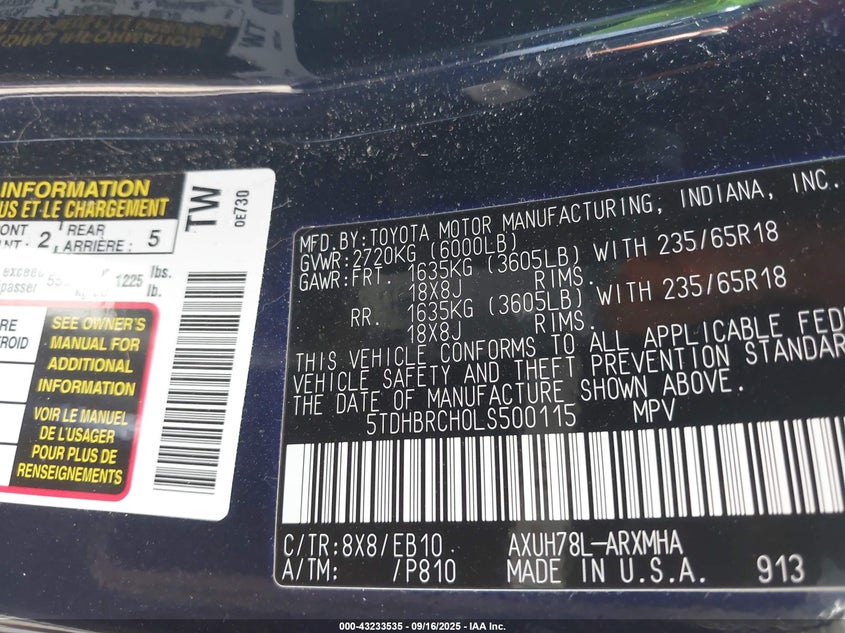 INFORMATION
US ET LE CHARGEMENT
2 REAR 5
ARRIÈRE:
1225 lbs.
lb.
SEE OWNER'S
MANUAL FOR
ADDITIONAL
INFORMATION
VOIR LE MANUEL
DE L'USAGER
POUR PLUS DE
RENSEIGNEMENTS
TW
0E730
MFD.BY:TOYOTA MOTOR MANUFACTURING, INDIANA, INC.
GVWR:2720KG (6000LB)
GAWR:FRT. 1635KG (3605LB) WITH 235/65R18
18X8J RIMS.
RR. 1635KG (3605LB) WITH 235/65R18
18X8J RIMS.
THIS VEHICLE CONFORMS TO ALL APPLICABLE FED
VEHICLE SAFETY AND THEFT PREVENTION STANDAR
THE DATE OF MANUFACTURE SHOWN ABOVE.
5TDHBRCH0LS500115 MPV
C/TR:8X8/EB10 AXUH78L-ARXMHA
A/TM: /P810 MADE IN U.S.A. 913
000-43233535 - 09/16/2025 - IAA Inc.